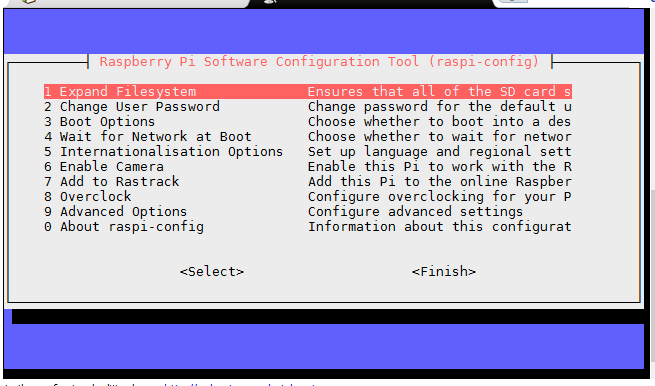 Raspberry Pi Software Configuration Tool (raspi-config)
1 Expand Filesystem Ensures that all of the SD card s
2 Change User Password Change password for the default u
3 Boot Options Choose whether to boot into a des
4 Wait for Network at Boot Choose whether to wait for networ
5 Internationalisation Options Set up language and regional sett
6 Enable Camera Enable this Pi to work with the R
7 Add to Rastrack Add this Pi to the online Raspber
8 Overclock Configure overclocking for your P
9 Advanced Options Configure advanced settings
0 About raspi-config Information about this configurat
<Select> <Finish>